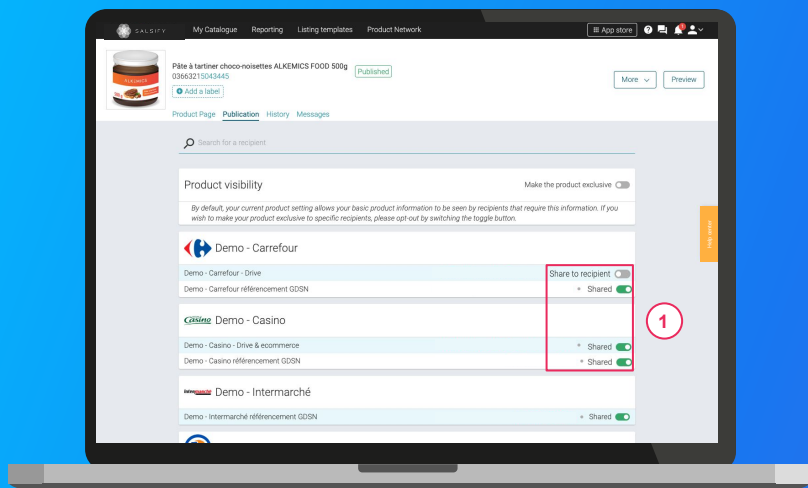 SALSIFY My Catalogue Reporting Listing templates Product Network App store
Pâte à tartiner choco-noisettes ALKEMICS FOOD 500g Published
03663215043445
Add a label
More Preview
ALKEMICS
Product Page Publication History Messages
Search for a recipient
Product visibility Make the product exclusive
By default, your current product setting allows your basic product information to be seen by recipients that require this information. If you
wish to make your product exclusive to specific recipients, please opt-out by switching the toggle button.
Help center
Demo - Carrefour
Demo - Carrefour - Drive Share to recipient
Demo - Carrefour référencement GDSN Shared
Casino Demo - Casino
1
Demo - Casino - Drive & ecommerce Shared
Demo - Casino référencement GDSN Shared
Intermarché Demo - Intermarché
Demo - Intermarché référencement GDSN Shared